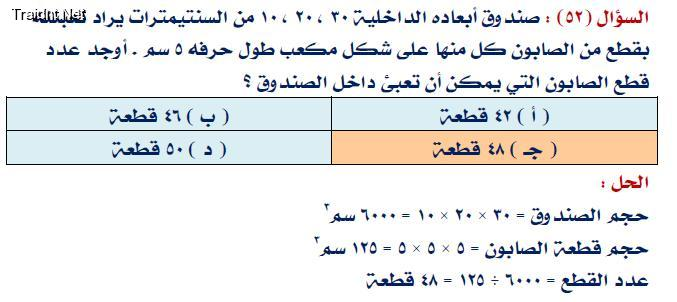 Traidnt.Net
السؤال (٥٢) : صندوق أبعاده الداخلية ٣٠ ، ٢٠ ، ١٠ من السنتيمترات يراد تعبئته
بقطع من الصابون كل منها على شكل مكعب طول حرفه ٥ سم . أوجد عدد
قطع الصابون التي يمكن أن تعبئ داخل الصندوق ؟
( أ ) ٤٢ قطعة ( ب ) ٤٦ قطعة
( جـ ) ٤٨ قطعة ( د ) ٥٠ قطعة
الحل :
حجم الصندوق = ٣٠ × ٢٠ × ١٠ = ٦٠٠٠ سم٣
حجم قطعة الصابون = ٥ × ٥ × ٥ = ١٢٥ سم٣
عدد القطع = ٦٠٠٠ ÷ ١٢٥ = ٤٨ قطعة